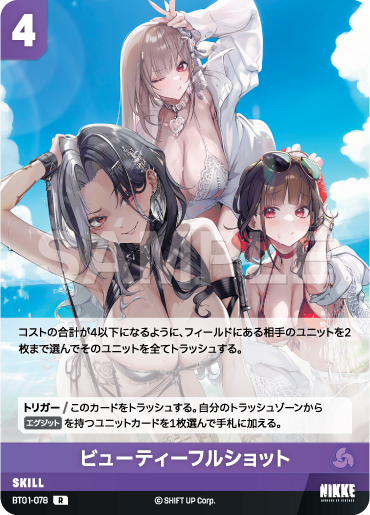 4
SAMPLE
コストの合計が4以下になるように、フィールドにある相手のユニットを2
枚まで選んでそのユニットを全てトラッシュする。
トリガー / このカードをトラッシュする。自分のトラッシュゾーンから
エグジット を持つユニットカードを1枚選んで手札に加える。
ビューティーフルショット
SKILL
BT01-078 R
©SHIFT UP Corp.
NIKKE